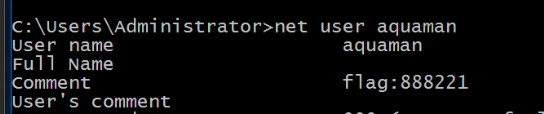 C:\Users\Administrator>net user aquaman
User name aquaman
Full Name
Comment flag:888221
User's comment